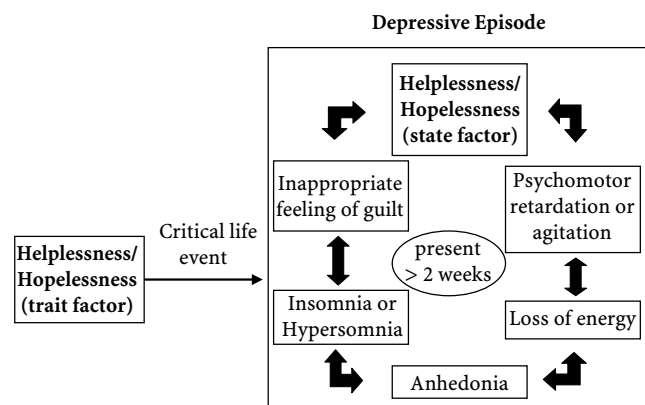 Depressive Episode
Helplessness/
Hopelessness
(state factor)
Inappropriate
feeling of guilt
Psychomotor
retardation or
agitation
Critical life
event
Helplessness/
Hopelessness
(trait factor)
present
> 2 weeks
Insomnia or
Hypersomnia
Loss of energy
Anhedonia